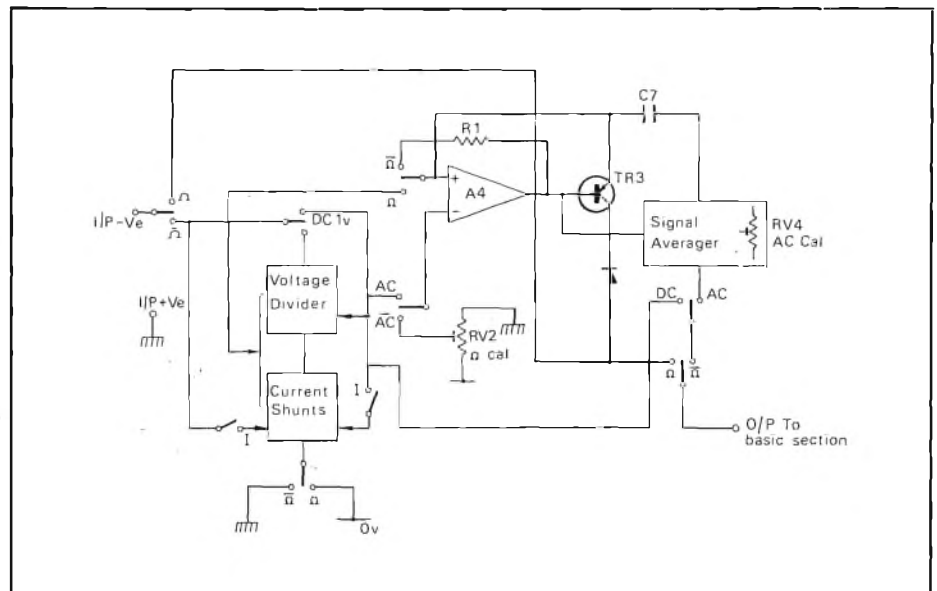 C7
R1
Ω̅
+
A4
TR3
Ω
Ω
I/P-Ve
Ω̅
DC 1v
-
Signal
Averager
RV4
AC Cal
Voltage
Divider
AC
DC
AC
I/P+Ve
A̅C̅
RV2
Ω cal
Ω
Ω̅
Current
Shunts
I
I
O/P To
basic section
Ω̅
Ω
0v